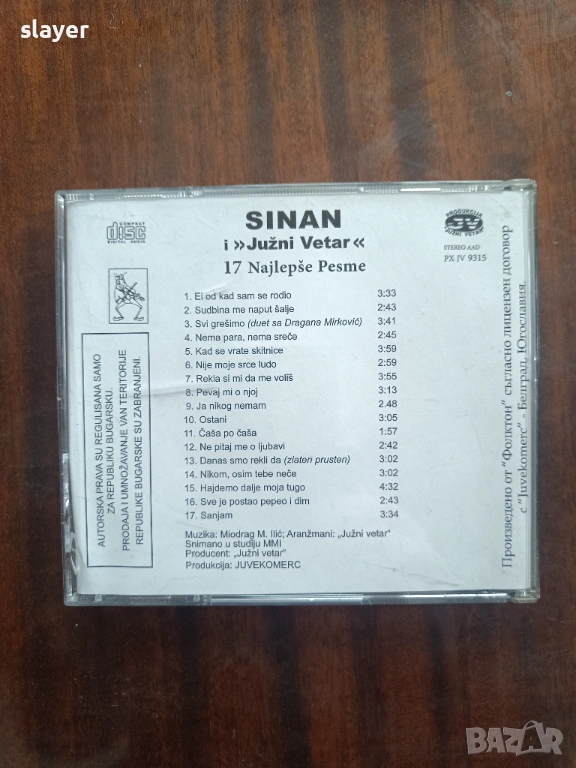 slayer
COMPACT
disc
DIGITAL AUDIO
SINAN
i »Južni Vetar«
17 Najlepše Pesme
PRODUKCIJA
JV
JUŽNI VETAR
STEREO AAD
PX JV 9315
1. Ei od kad sam se rodio 3:33
2. Sudbina me naput šalje 2:43
3. Svi grešimo (duet sa Dragana Mirković) 3:41
4. Nema para, nema sreče 2:45
5. Kad se vrate skitnice 3:59
6. Nije moje srce ludo 2:59
7. Rekla si mi da me voliš 3:55
8. Pevaj mi o njoj 3:13
9. Ja nikog nemam 2.48
10. Ostani 3:05
11. Čaša po čaša 1:57
12. Ne pitaj me o ljubavi 2:42
13. Danas smo rekli da (zlaten prusten) 3:02
14. Nikom, osim tebe neče 3:02
15. Hajdemo dalje moja tugo 4:32
16. Sve je postao pepeo i dim 2:43
17. Sanjam 3:34
Muzika: Miodrag M. Ilić; Aranžmani: „Južni vetar"
Snimano u studiju MMI
Producent: „Južni vetar"
Produkcija: JUVEKOMERC
AUTORSKA PRAVA SU REGULISANA SAMO
ZA REPUBLIKU BUGARSKU.
PRODAJA I UMNOŽAVANJE VAN TERITORIJE
REPUBLIKE BUGARSKE SU ZABRANJENI.
Произведено от "Фолктон" съгласно лицензен договор
с "Juvekomerc" - Белград, Югославия.
BAZAR